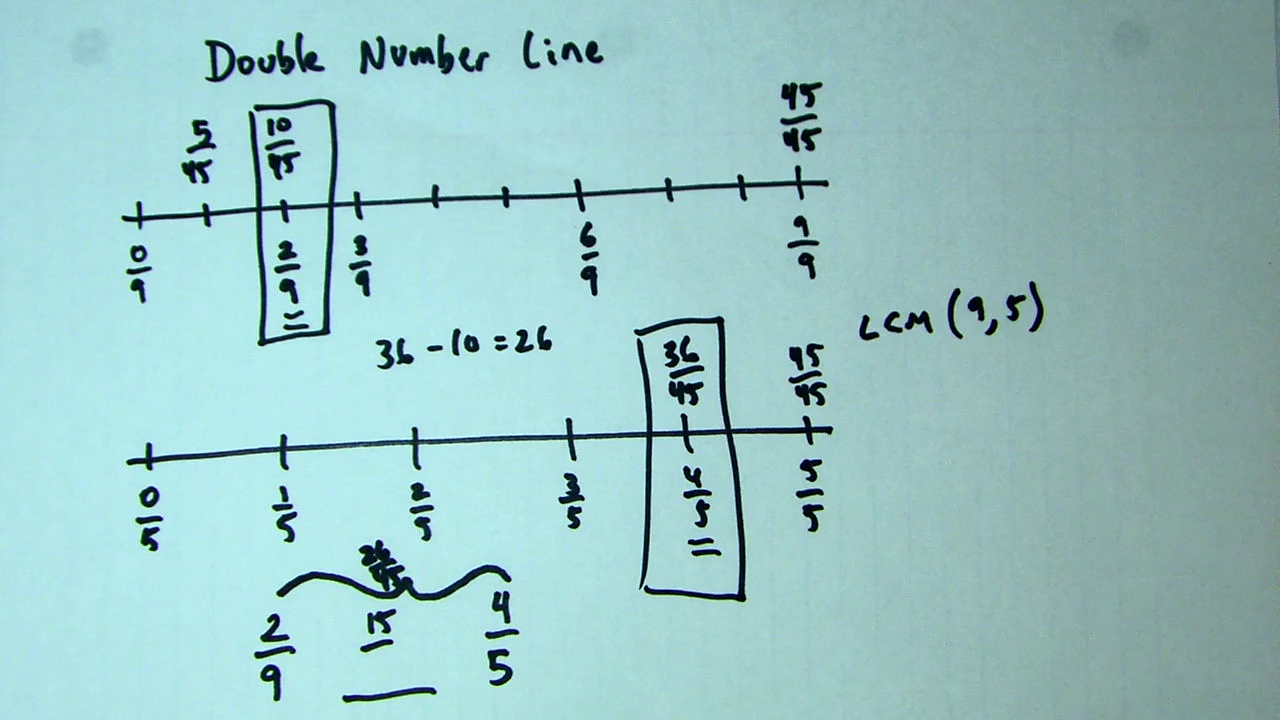 Double Number Line
5/45 10/45 45/45
0/9 2/9 3/9 6/9 9/9
=
36 - 10 = 26
LCM (9,5)
36/45 45/45
0/5 1/5 2/5 3/5 4/5 5/5
=
26/45
2/9 15 4/5